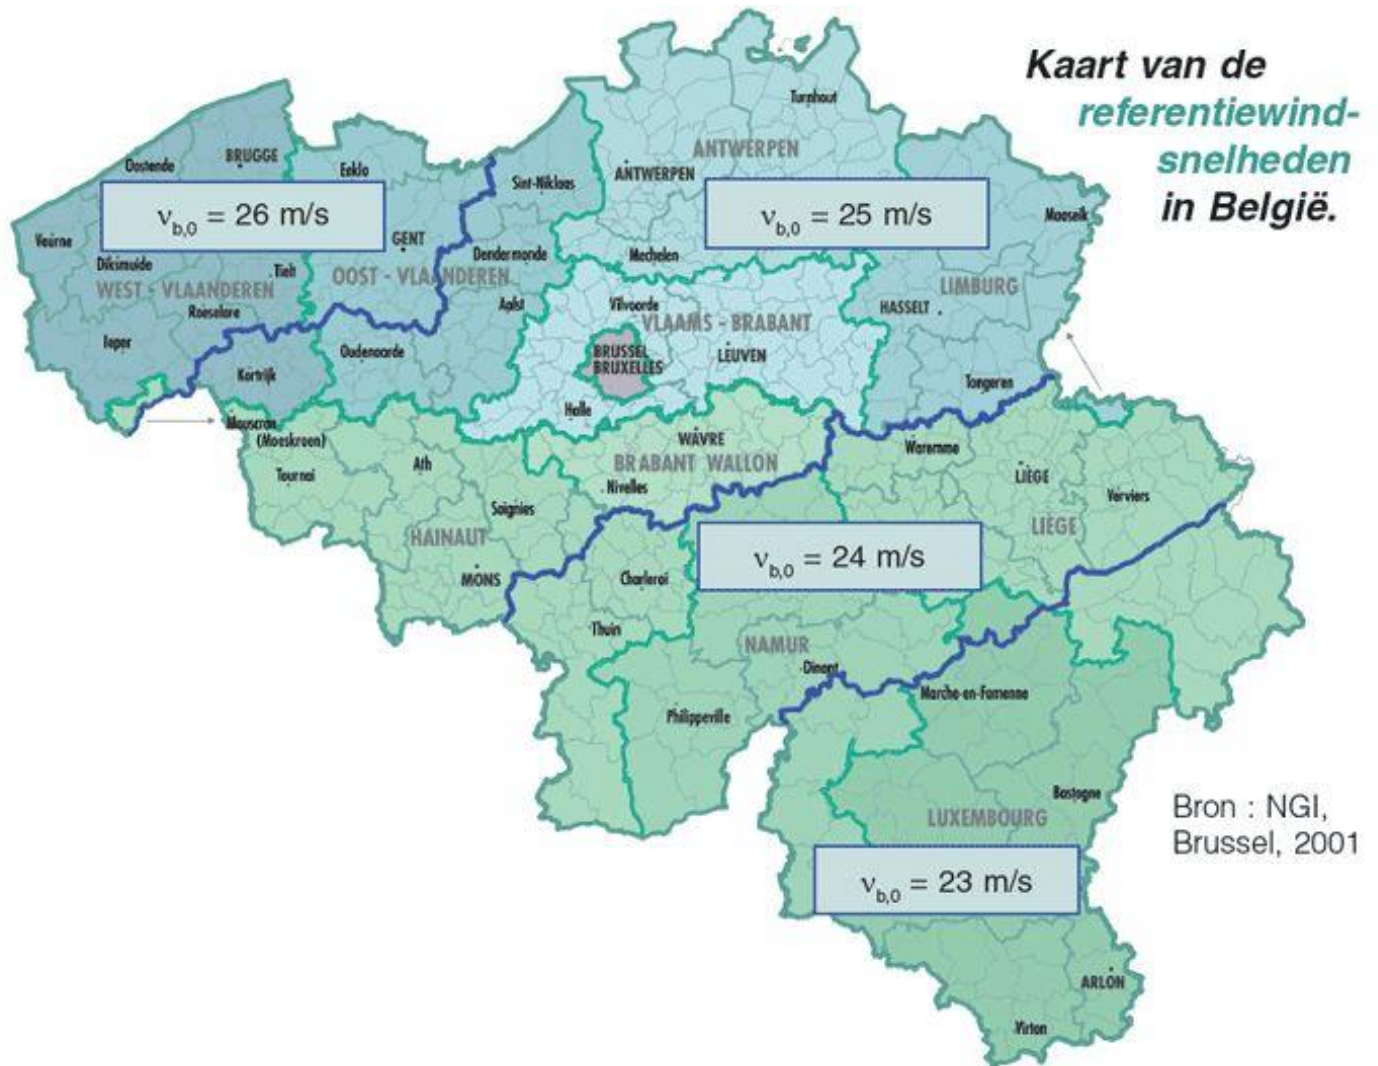 Kaart van de
referentiewind-
snelheden
in België.
Turnhout
Oostende
BRUGGE
Eeklo
ANTWERPEN
ANTWERPEN
Sint-Niklaas
νb,0 = 26 m/s
νb,0 = 25 m/s
Maaseik
Veurne
GENT
Diksmuide
Tielt
Dendermonde
Mechelen
WEST - VLAANDEREN
OOST - VLAANDEREN
LIMBURG
Roeselare
Aalst
Vilvoorde
HASSELT
VLAAMS - BRABANT
Ieper
Oudenaarde
BRUSSEL
BRUXELLES
LEUVEN
Kortrijk
Tongeren
Halle
Mouscron
(Moeskroen)
WAVRE
Waremme
Ath
BRABANT WALLON
Tournai
LIÈGE
Nivelles
Verviers
Soignies
LIÈGE
HAINAUT
νb,0 = 24 m/s
MONS
Charleroi
Thuin
NAMUR
Dinant
Marche-en-Famenne
Philippeville
Bastogne
LUXEMBOURG
Bron : NGI,
Brussel, 2001
νb,0 = 23 m/s
ARLON
Virton